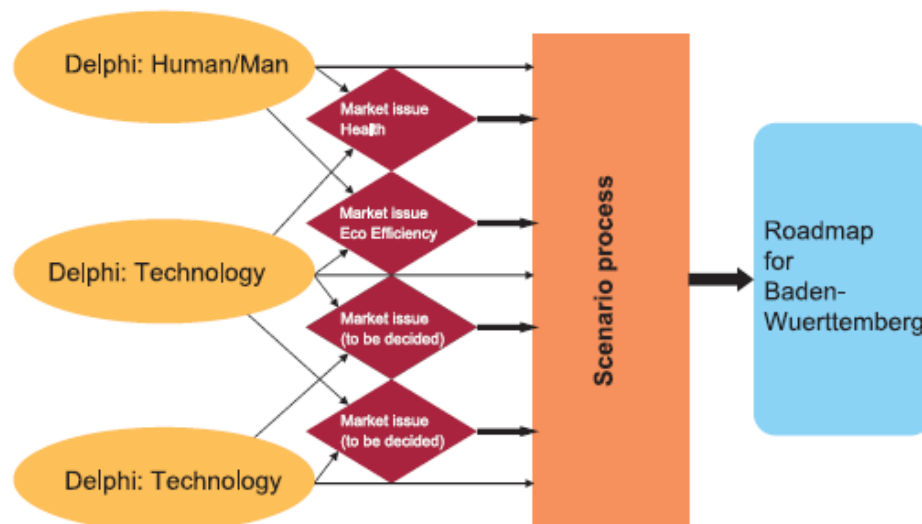 Delphi: Human/Man
Market issue
Health
Market issue
Eco Efficiency
Delphi: Technology
Market issue
(to be decided)
Market issue
(to be decided)
Delphi: Technology
Scenario process
Roadmap
for
Baden-
Wuerttemberg